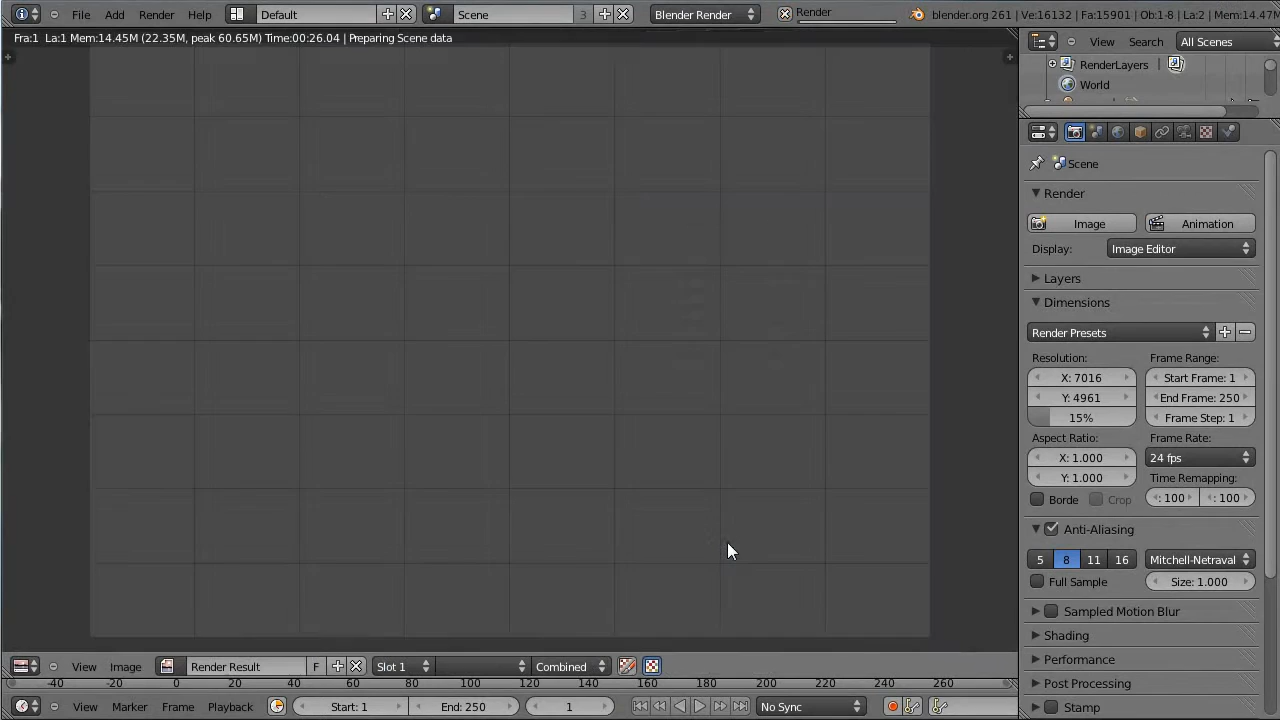 File Add Render Help Default Scene 3 Blender Render Render blender.org 261 | Ve:16132 | Fa:15901 | Ob:1-8 | La:2 | Mem:14.47M
Fra:1 La:1 Mem:14.45M (22.35M, peak 60.65M) Time:00:26.04 | Preparing Scene data
View Search All Scenes
RenderLayers
World
Scene
Render
Image Animation
Display: Image Editor
Layers
Dimensions
Render Presets
Resolution: Frame Range:
X: 7016 Start Frame: 1
Y: 4961 End Frame: 250
15% Frame Step: 1
Aspect Ratio: Frame Rate:
X: 1.000 24 fps
Y: 1.000 Time Remapping:
Borde Crop : 100 : 100
Anti-Aliasing
5 8 11 16 Mitchell-Netraval
Full Sample Size: 1.000
Sampled Motion Blur
Shading
Performance
Post Processing
Stamp
View Image Render Result F Slot 1 Combined
-40 -20 0 20 40 60 80 100 120 140 160 180 200 220 240 260
View Marker Frame Playback Start: 1 End: 250 1 No Sync